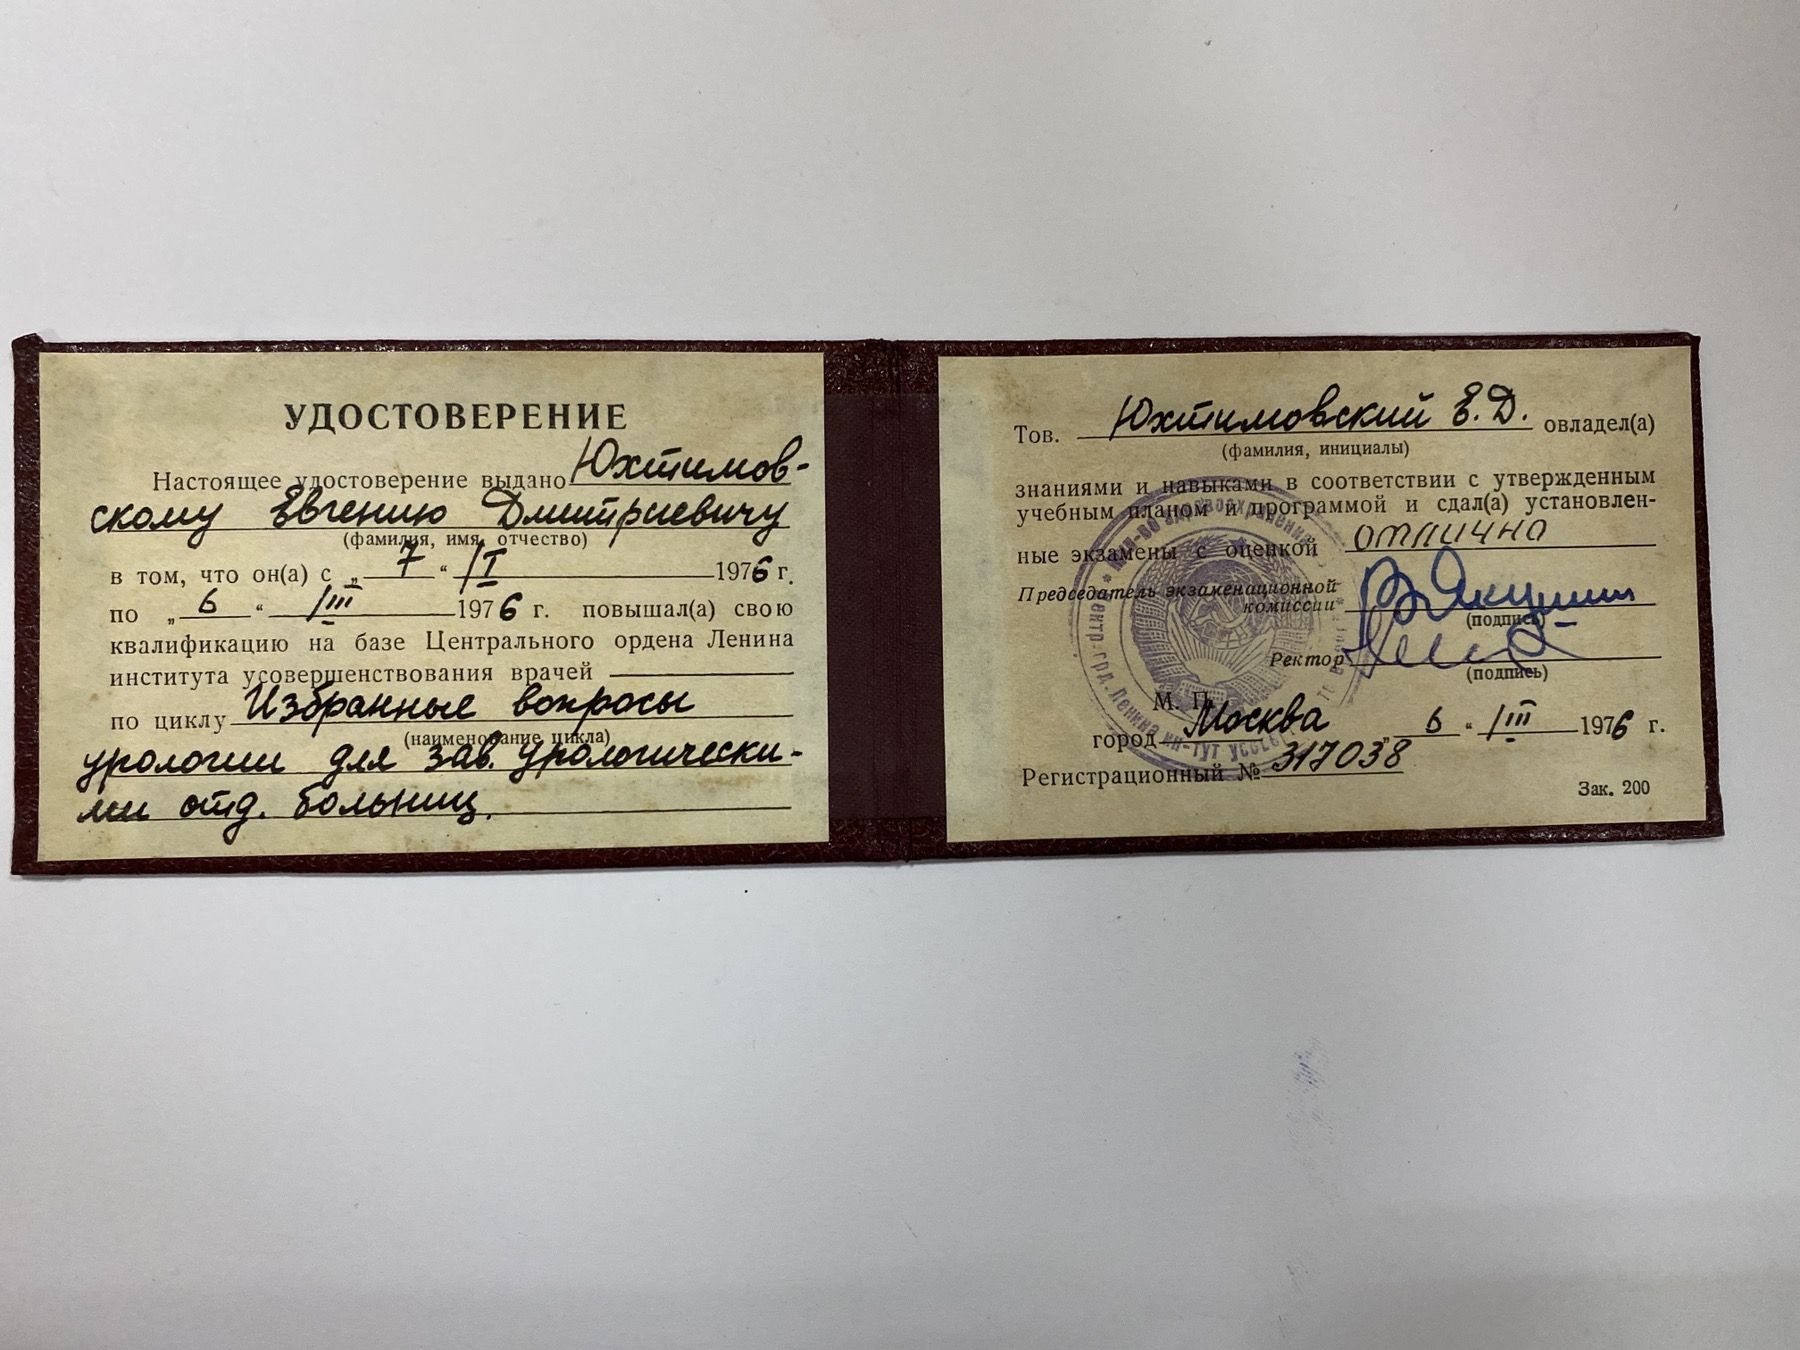 УДОСТОВЕРЕНИЕ
Настоящее удостоверение выдано Юхтимов-
скому Евгению Дмитриевичу
(фамилия, имя, отчество)
в том, что он(а) с „ 7 “ I 1976 г.
по „ 6 “ III 1976 г. повышал(а) свою
квалификацию на базе Центрального ордена Ленина
института усовершенствования врачей
по циклу Избранные вопросы
(наименование цикла)
урологии для зав. урологически-
ми отд. больниц.
Тов. Юхтимовский Е. Д. овладел(а)
(фамилия, инициалы)
знаниями и навыками в соответствии с утвержденным
учебным планом и программой и сдал(а) установлен-
ные экзамены с оценкой отлично
Председатель экзаменационной
комиссии
(подпись)
Ректор
(подпись)
М. П.
город Москва „ 6 “ III 1976 г.
Регистрационный № 317038
Зак. 200